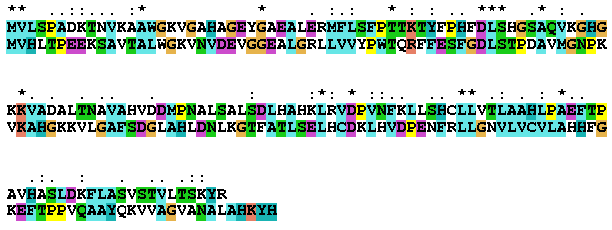 ** . .::.. .:* . . * . . . * . : .***. .*. : . .
MVLSPADKTNVKAAWGKVGAHAGEYGAEALERMFLSFPTTKTYFPHFDLSHGSAQVKGHG
MVHLTPEEKSAVTALWGKVNVDEVGGEALGRLLVVYPWTQRFFESFGDLSTPDAVMGNPK
KKVADALTNAVAHVDDMPNALSALSDLHAHKLRVDPVNFKLLSHCLLVTLAAHLPAEFTP
VKAHGKKVLGAFSDGLAHLDNLKGTFATLSELHCDKLHVDPENFRLLGNVLVCVLAHHFG
AVHASLDKFLASVSTVLTSKYR
KEFTPPVQAAYQKVVAGVANALAHKYH